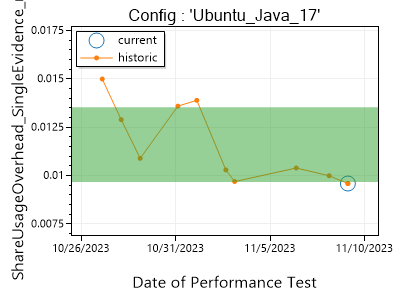 Config : 'Ubuntu_Java_17'
current
historic
0.0175
0.015
0.0125
0.01
0.0075
10/26/2023
10/31/2023
11/5/2023
11/10/2023
Date of Performance Test
ShareUsageOverhead_SingleEvidence_